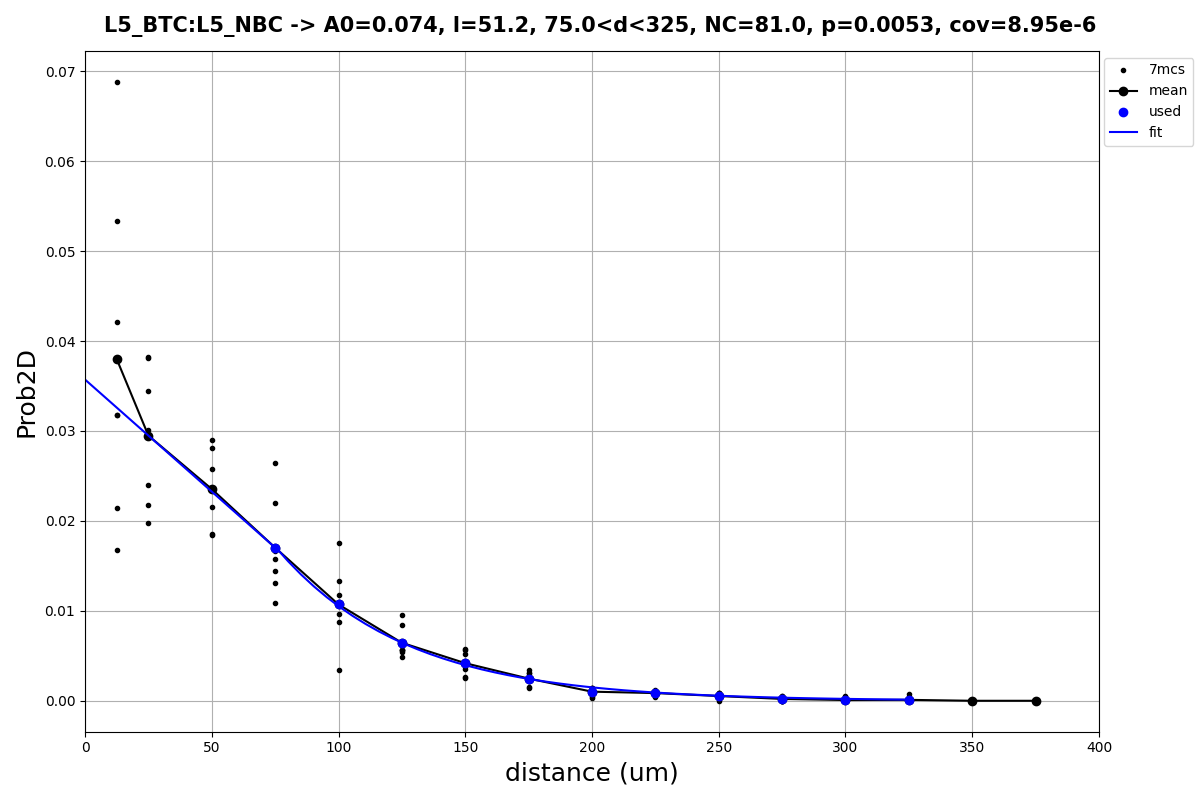 L5_BTC:L5_NBC -> A0=0.074, l=51.2, 75.0<d<325, NC=81.0, p=0.0053, cov=8.95e-6
7mcs
mean
used
fit
0.07
0.06
0.05
0.04
0.03
0.02
0.01
0.00
Prob2D
0 50 100 150 200 250 300 350 400
distance (um)